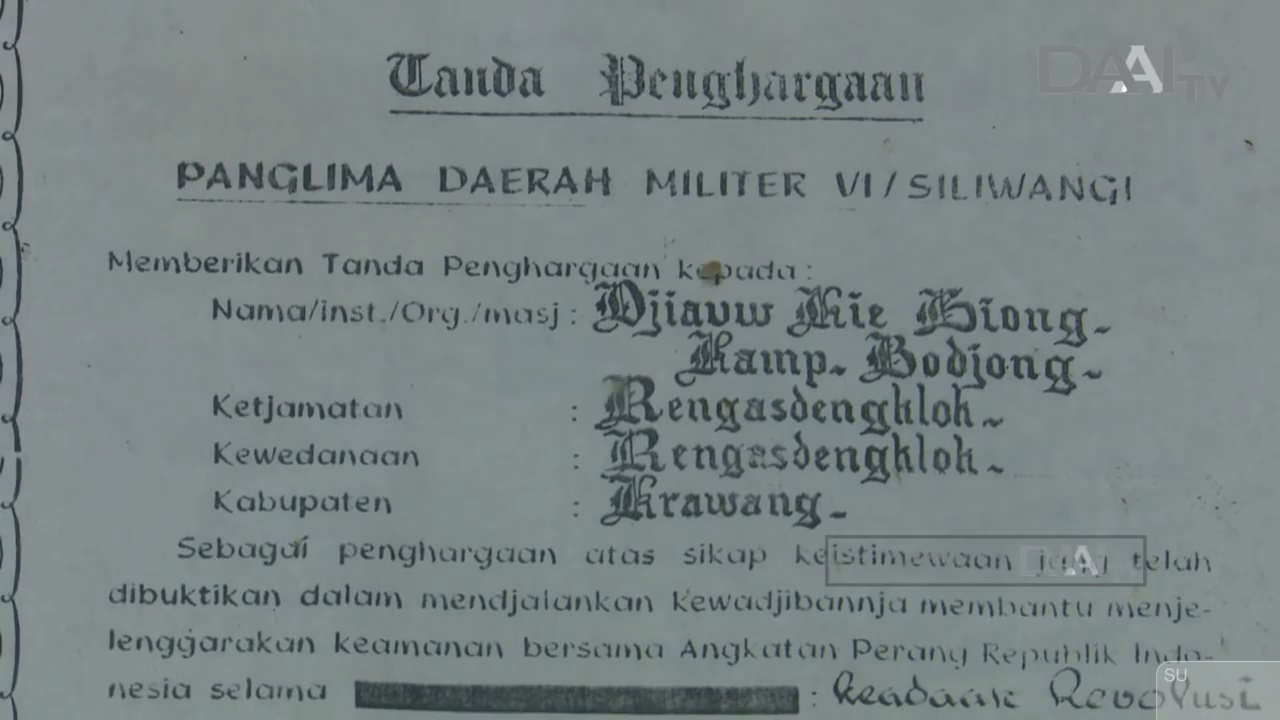 Tanda Penghargaan
DAAI TV
PANGLIMA DAERAH MILITER VI/SILIWANGI
Memberikan Tanda Penghargaan kepada :
Nama/inst./Org./masj : Djiauw Kie Siong-
Kamp- Bodjong-
Ketjamatan : Rengasdengklok-
Kewedanaan : Rengasdengklok-
Kabupaten : Krawang-
Sebagai penghargaan atas sikap keistimewaan jang telah
dibuktikan dalam mendjalankan Kewadjibannja membantu menje-
lenggarakan keamanan bersama Angkatan Perang Republik Indo-
nesia selama : Keadaan Revolusi
SU